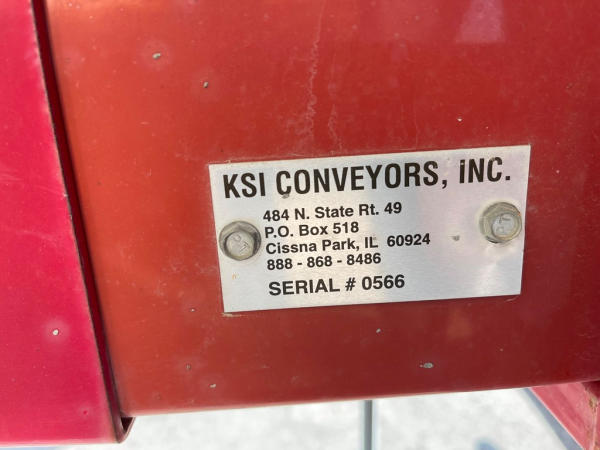 KSI CONVEYORS, iNC.
484 N. State Rt. 49
P.O. Box 518
Cissna Park, IL 60924
888 - 868 - 8486
SERIAL # 0566